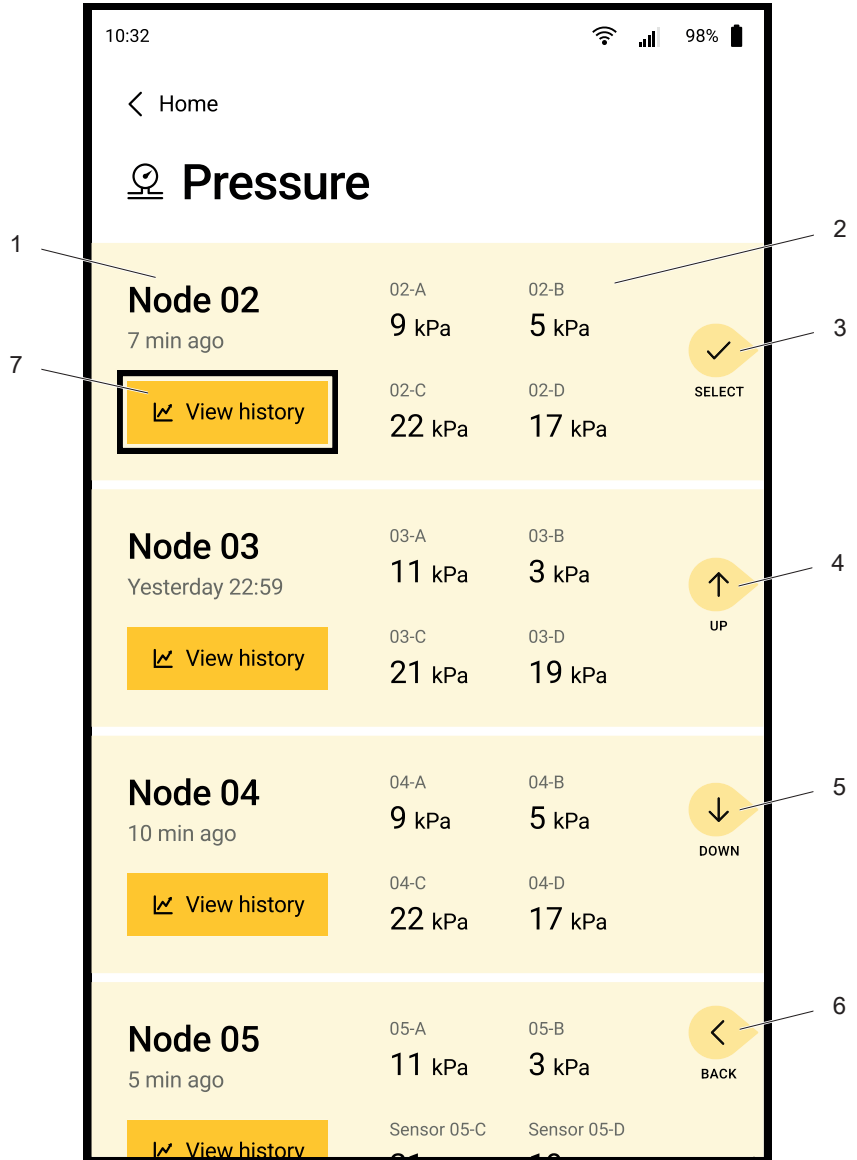 10:32
98%
Home
Pressure
1
2
3
4
5
6
7
Node 02
7 min ago
View history
02-A
02-B
9 kPa
5 kPa
02-C
02-D
22 kPa
17 kPa
SELECT
Node 03
Yesterday 22:59
View history
03-A
03-B
11 kPa
3 kPa
03-C
03-D
21 kPa
19 kPa
UP
Node 04
10 min ago
View history
04-A
04-B
9 kPa
5 kPa
04-C
04-D
22 kPa
17 kPa
DOWN
Node 05
5 min ago
View history
05-A
05-B
11 kPa
3 kPa
Sensor 05-C
Sensor 05-D
BACK